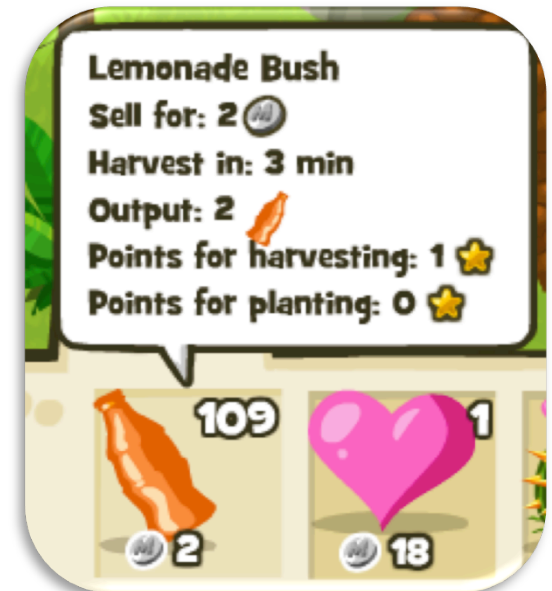 Lemonade Bush
Sell for: 2 M
Harvest in: 3 min
Output: 2
Points for harvesting: 1
Points for planting: 0
109 1
M 2 M 18